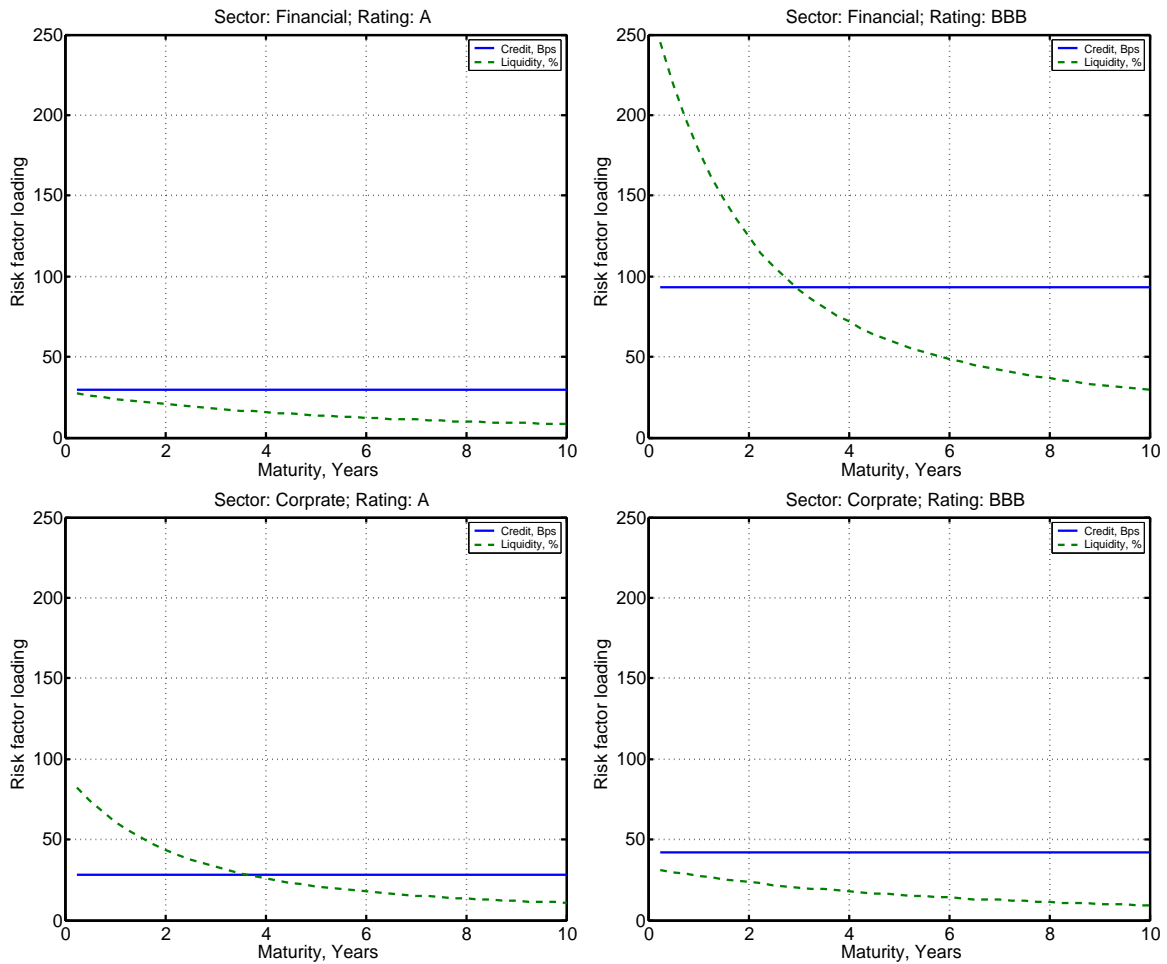 Sector: Financial; Rating: A
250
200
150
100
50
0
Risk factor loading
Credit, Bps
Liquidity, %
0 2 4 6 8 10
Maturity, Years
Sector: Financial; Rating: BBB
250
200
150
100
50
0
Risk factor loading
Credit, Bps
Liquidity, %
0 2 4 6 8 10
Maturity, Years
Sector: Corprate; Rating: A
250
200
150
100
50
0
Risk factor loading
Credit, Bps
Liquidity, %
0 2 4 6 8 10
Maturity, Years
Sector: Corprate; Rating: BBB
250
200
150
100
50
0
Risk factor loading
Credit, Bps
Liquidity, %
0 2 4 6 8 10
Maturity, Years